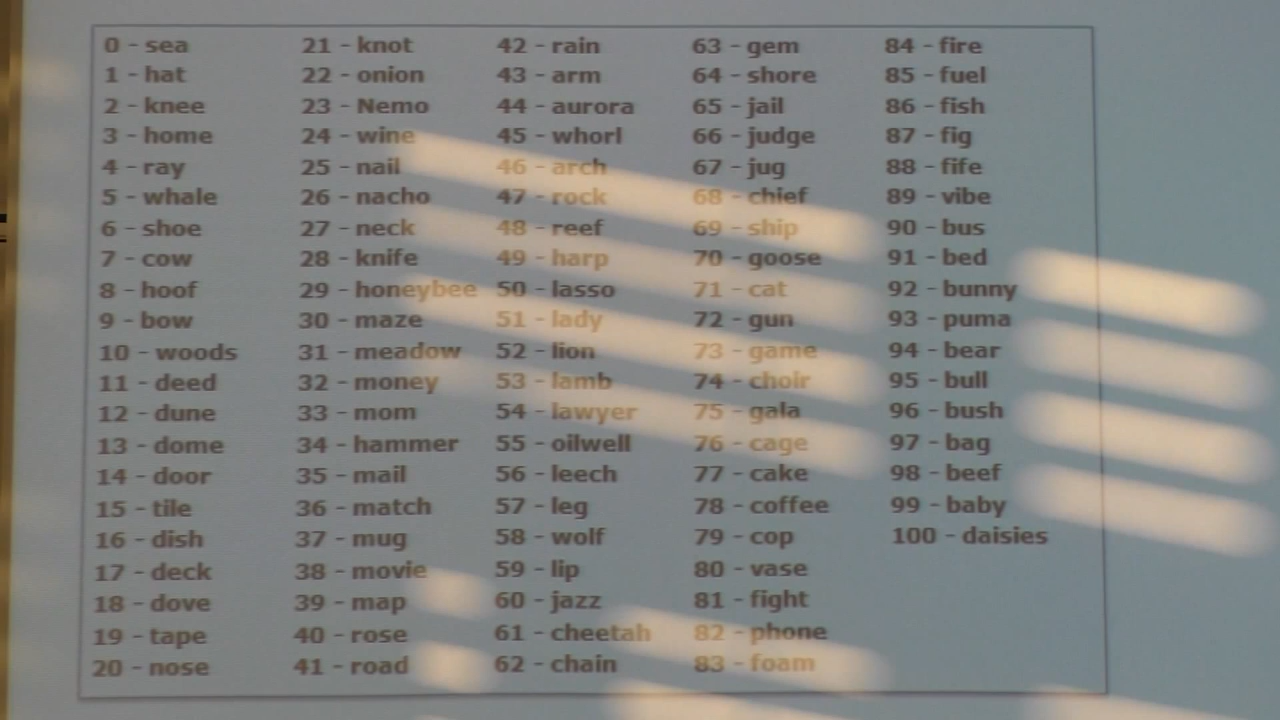 0 - sea
1 - hat
2 - knee
3 - home
4 - ray
5 - whale
6 - shoe
7 - cow
8 - hoof
9 - bow
10 - woods
11 - deed
12 - dune
13 - dome
14 - door
15 - tile
16 - dish
17 - deck
18 - dove
19 - tape
20 - nose
21 - knot
22 - onion
23 - Nemo
24 - wine
25 - nail
26 - nacho
27 - neck
28 - knife
29 - honeybee
30 - maze
31 - meadow
32 - money
33 - mom
34 - hammer
35 - mail
36 - match
37 - mug
38 - movie
39 - map
40 - rose
41 - road
42 - rain
43 - arm
44 - aurora
45 - whorl
46 - arch
47 - rock
48 - reef
49 - harp
50 - lasso
51 - lady
52 - lion
53 - lamb
54 - lawyer
55 - oilwell
56 - leech
57 - leg
58 - wolf
59 - lip
60 - jazz
61 - cheetah
62 - chain
63 - gem
64 - shore
65 - jail
66 - judge
67 - jug
68 - chief
69 - ship
70 - goose
71 - cat
72 - gun
73 - game
74 - choir
75 - gala
76 - cage
77 - cake
78 - coffee
79 - cop
80 - vase
81 - fight
82 - phone
83 - foam
84 - fire
85 - fuel
86 - fish
87 - fig
88 - fife
89 - vibe
90 - bus
91 - bed
92 - bunny
93 - puma
94 - bear
95 - bull
96 - bush
97 - bag
98 - beef
99 - baby
100 - daisies